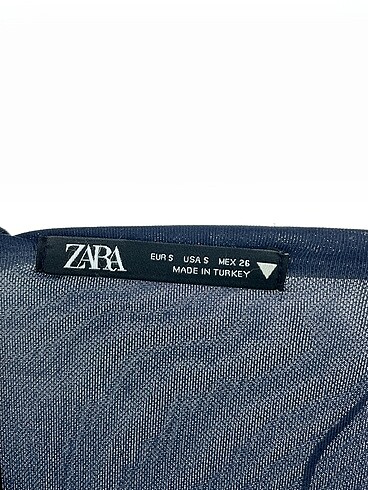 ZARA
EUR S USA S MEX 26
MADE IN TURKEY